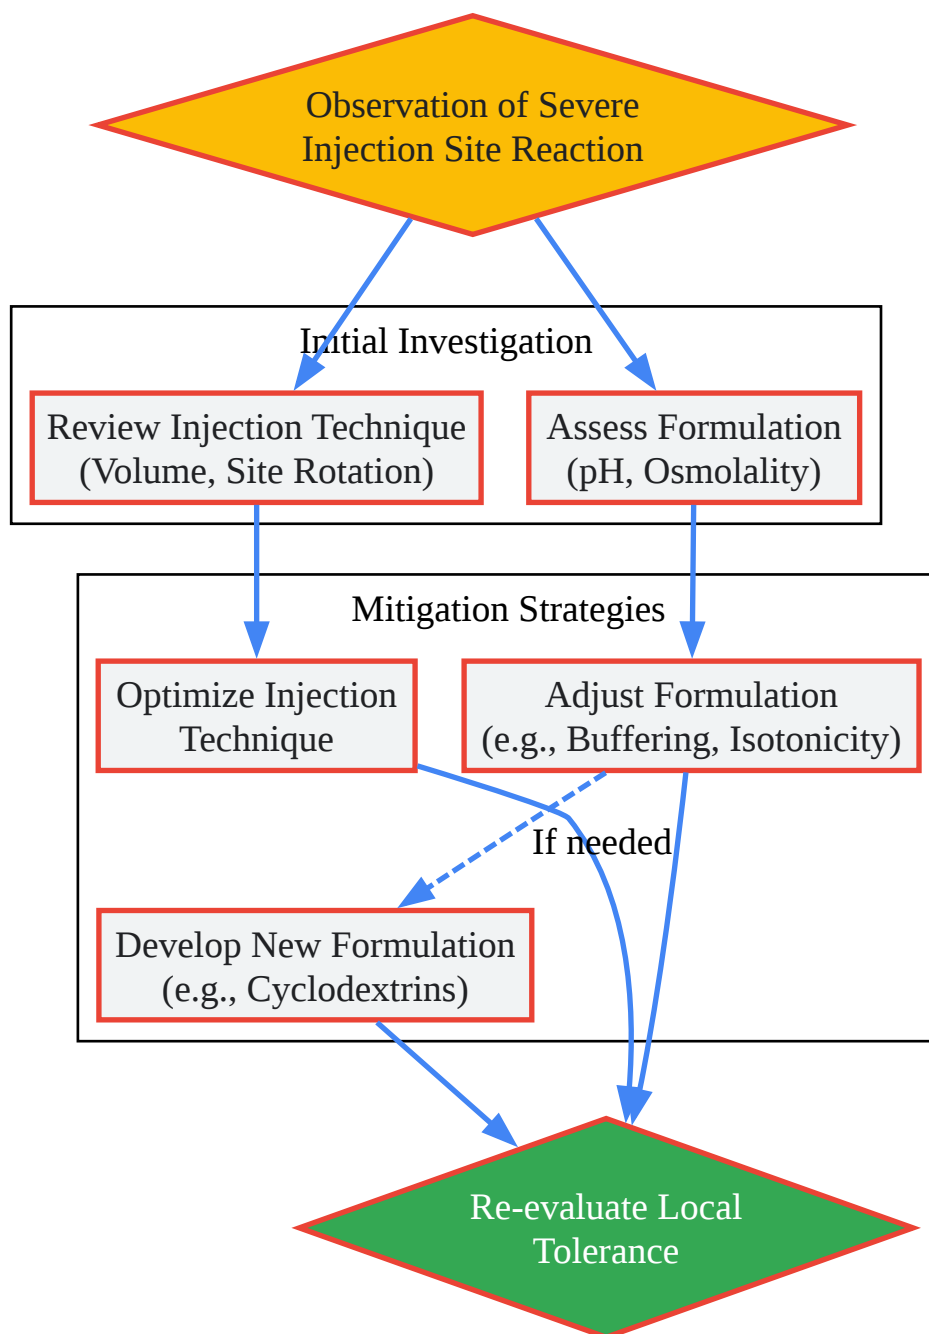 Observation of Severe
Injection Site Reaction
Initial Investigation
Review Injection Technique
(Volume, Site Rotation)
Assess Formulation
(pH, Osmolality)
Mitigation Strategies
Optimize Injection
Technique
Adjust Formulation
(e.g., Buffering, Isotonicity)
If needed
Develop New Formulation
(e.g., Cyclodextrins)
Re-evaluate Local
Tolerance